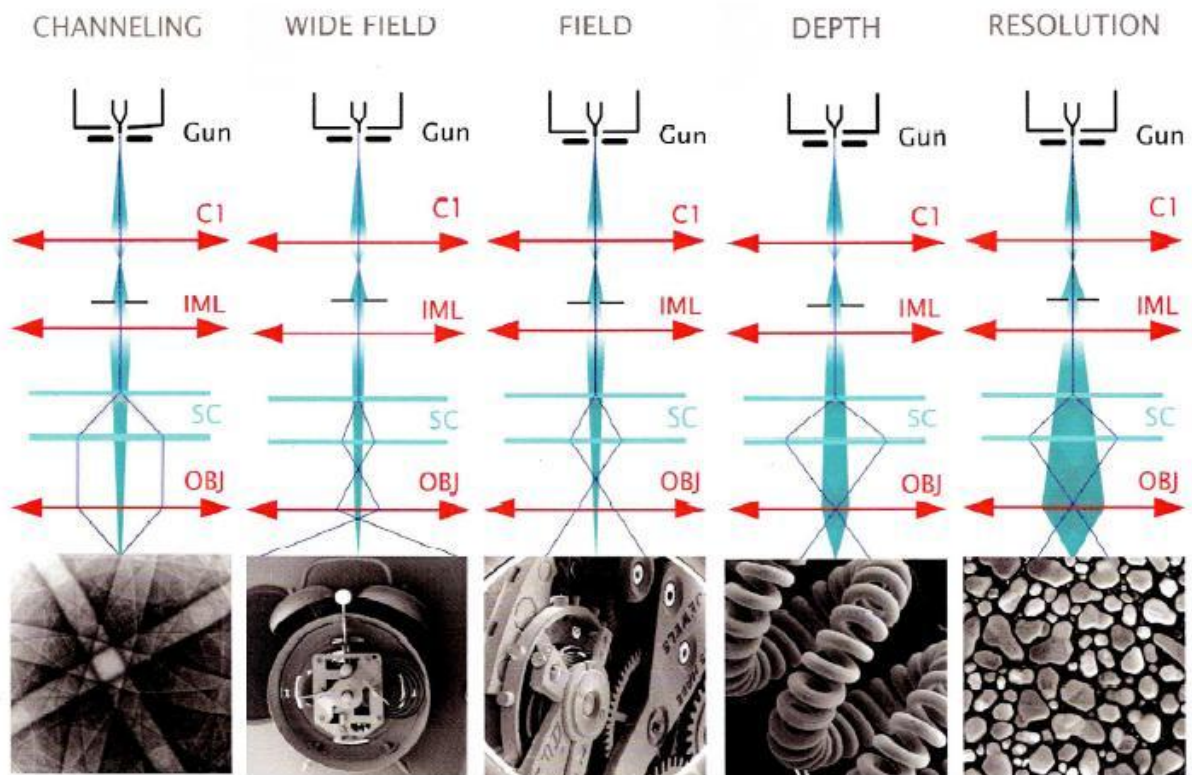 CHANNELING
WIDE FIELD
FIELD
DEPTH
RESOLUTION
Gun
Gun
Gun
Gun
Gun
C1
C1
C1
C1
C1
IML
IML
IML
IML
IML
SC
SC
SC
SC
SC
OBJ
OBJ
OBJ
OBJ
OBJ